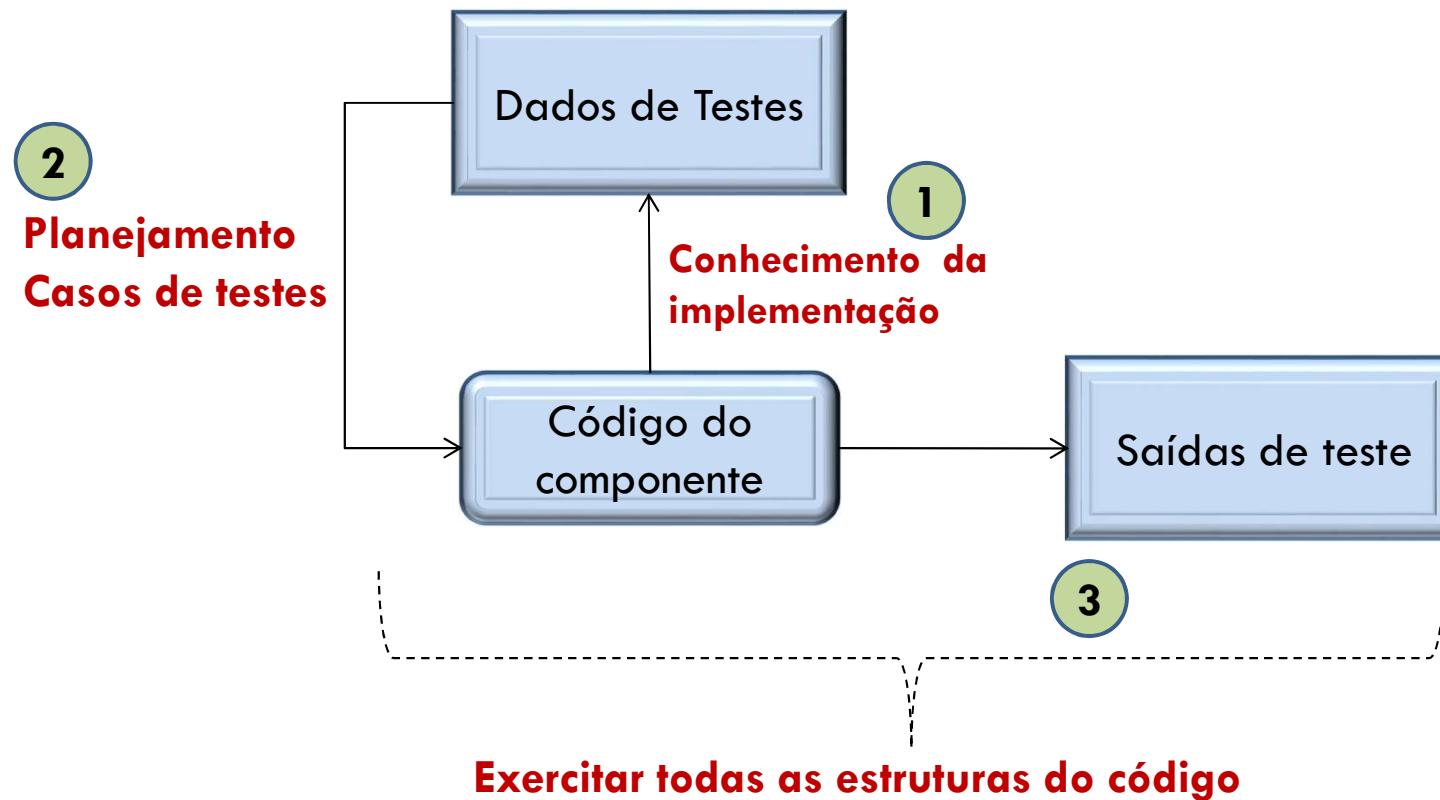 Dados de Testes
2
Planejamento
Casos de testes
1
Conhecimento da
implementação
Código do
componente
Saídas de teste
3
Exercitar todas as estruturas do código